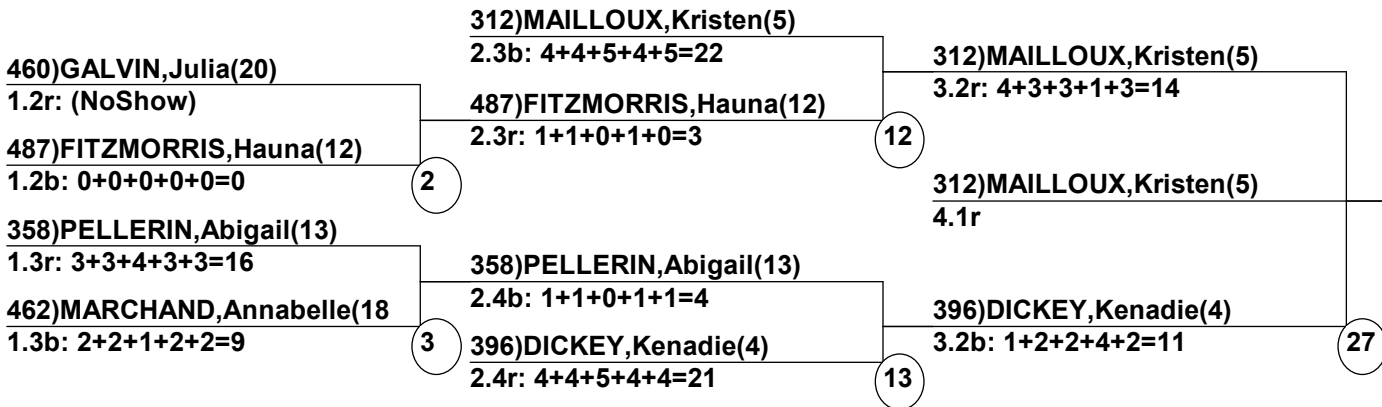 460)GALVIN,Julia(20)
1.2r: (NoShow)
487)FITZMORRIS,Hauna(12)
1.2b: 0+0+0+0+0=0
2
358)PELLERIN,Abigail(13)
1.3r: 3+3+4+3+3=16
462)MARCHAND,Annabelle(18
1.3b: 2+2+1+2+2=9
3
312)MAILLOUX,Kristen(5)
2.3b: 4+4+5+4+5=22
487)FITZMORRIS,Hauna(12)
2.3r: 1+1+0+1+0=3
12
358)PELLERIN,Abigail(13)
2.4b: 1+1+0+1+1=4
396)DICKEY,Kenadie(4)
2.4r: 4+4+5+4+4=21
13
312)MAILLOUX,Kristen(5)
3.2r: 4+3+3+1+3=14
312)MAILLOUX,Kristen(5)
4.1r
396)DICKEY,Kenadie(4)
3.2b: 1+2+2+4+2=11
27